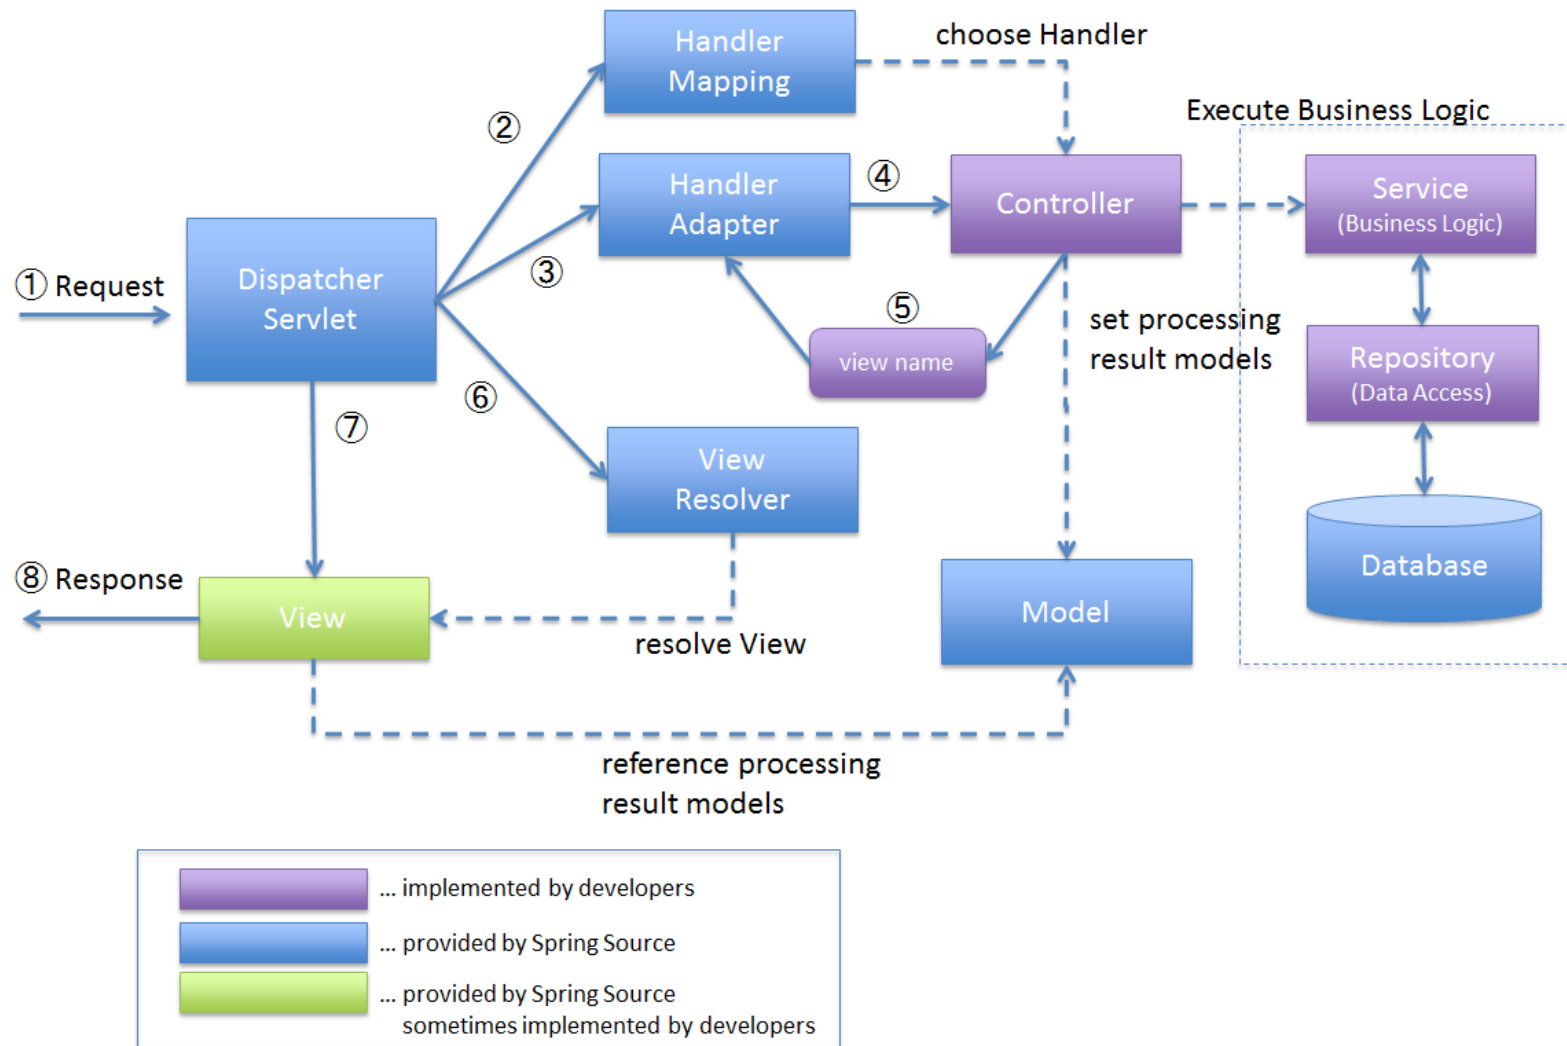 Handler
Mapping
choose Handler
②
Execute Business Logic
Handler
Adapter
④
Controller
Service
(Business Logic)
① Request
Dispatcher
Servlet
③
⑤
view name
set processing
result models
Repository
(Data Access)
⑥
⑦
View
Resolver
Database
⑧ Response
View
resolve View
Model
reference processing
result models
... implemented by developers
... provided by Spring Source
... provided by Spring Source
sometimes implemented by developers